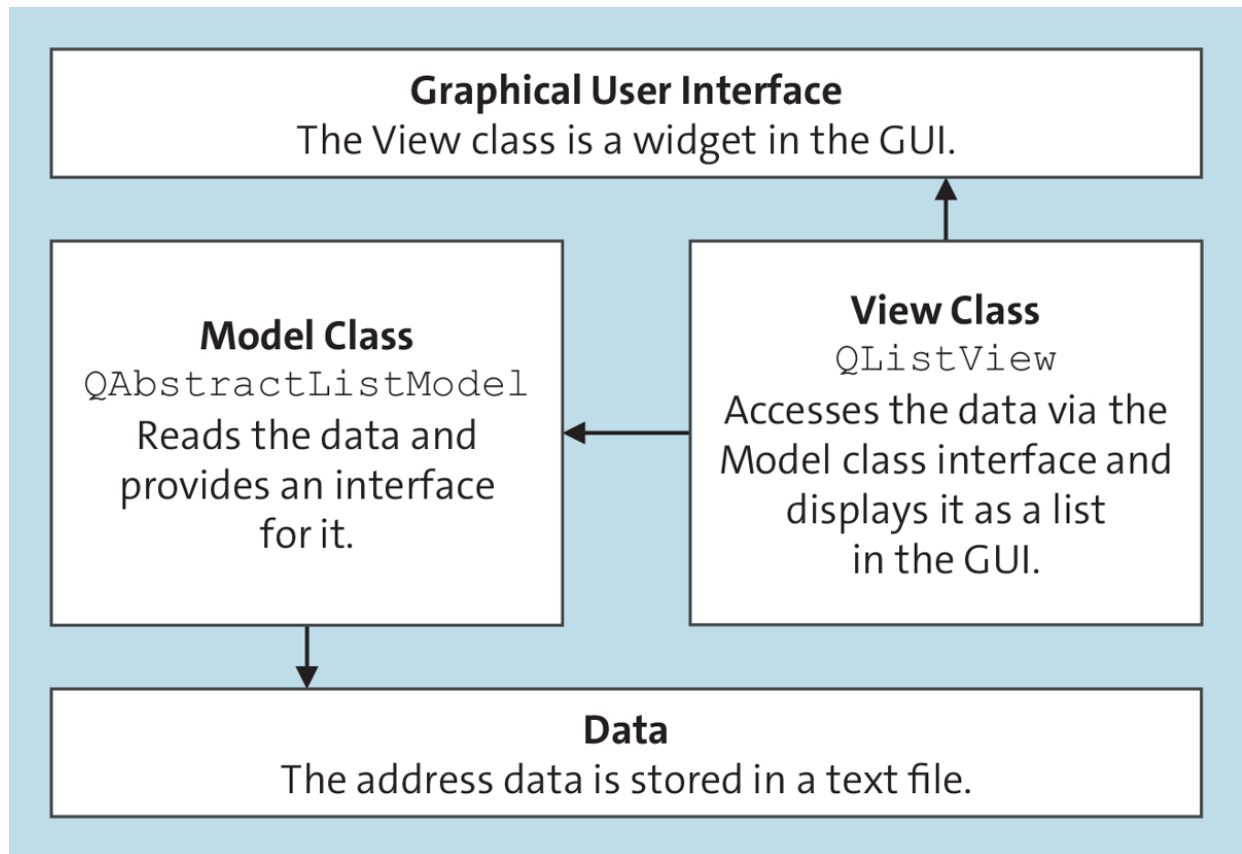 Graphical User Interface
The View class is a widget in the GUI.
Model Class
QAbstractListModel
Reads the data and
provides an interface
for it.
View Class
QListView
Accesses the data via the
Model class interface and
displays it as a list
in the GUI.
Data
The address data is stored in a text file.